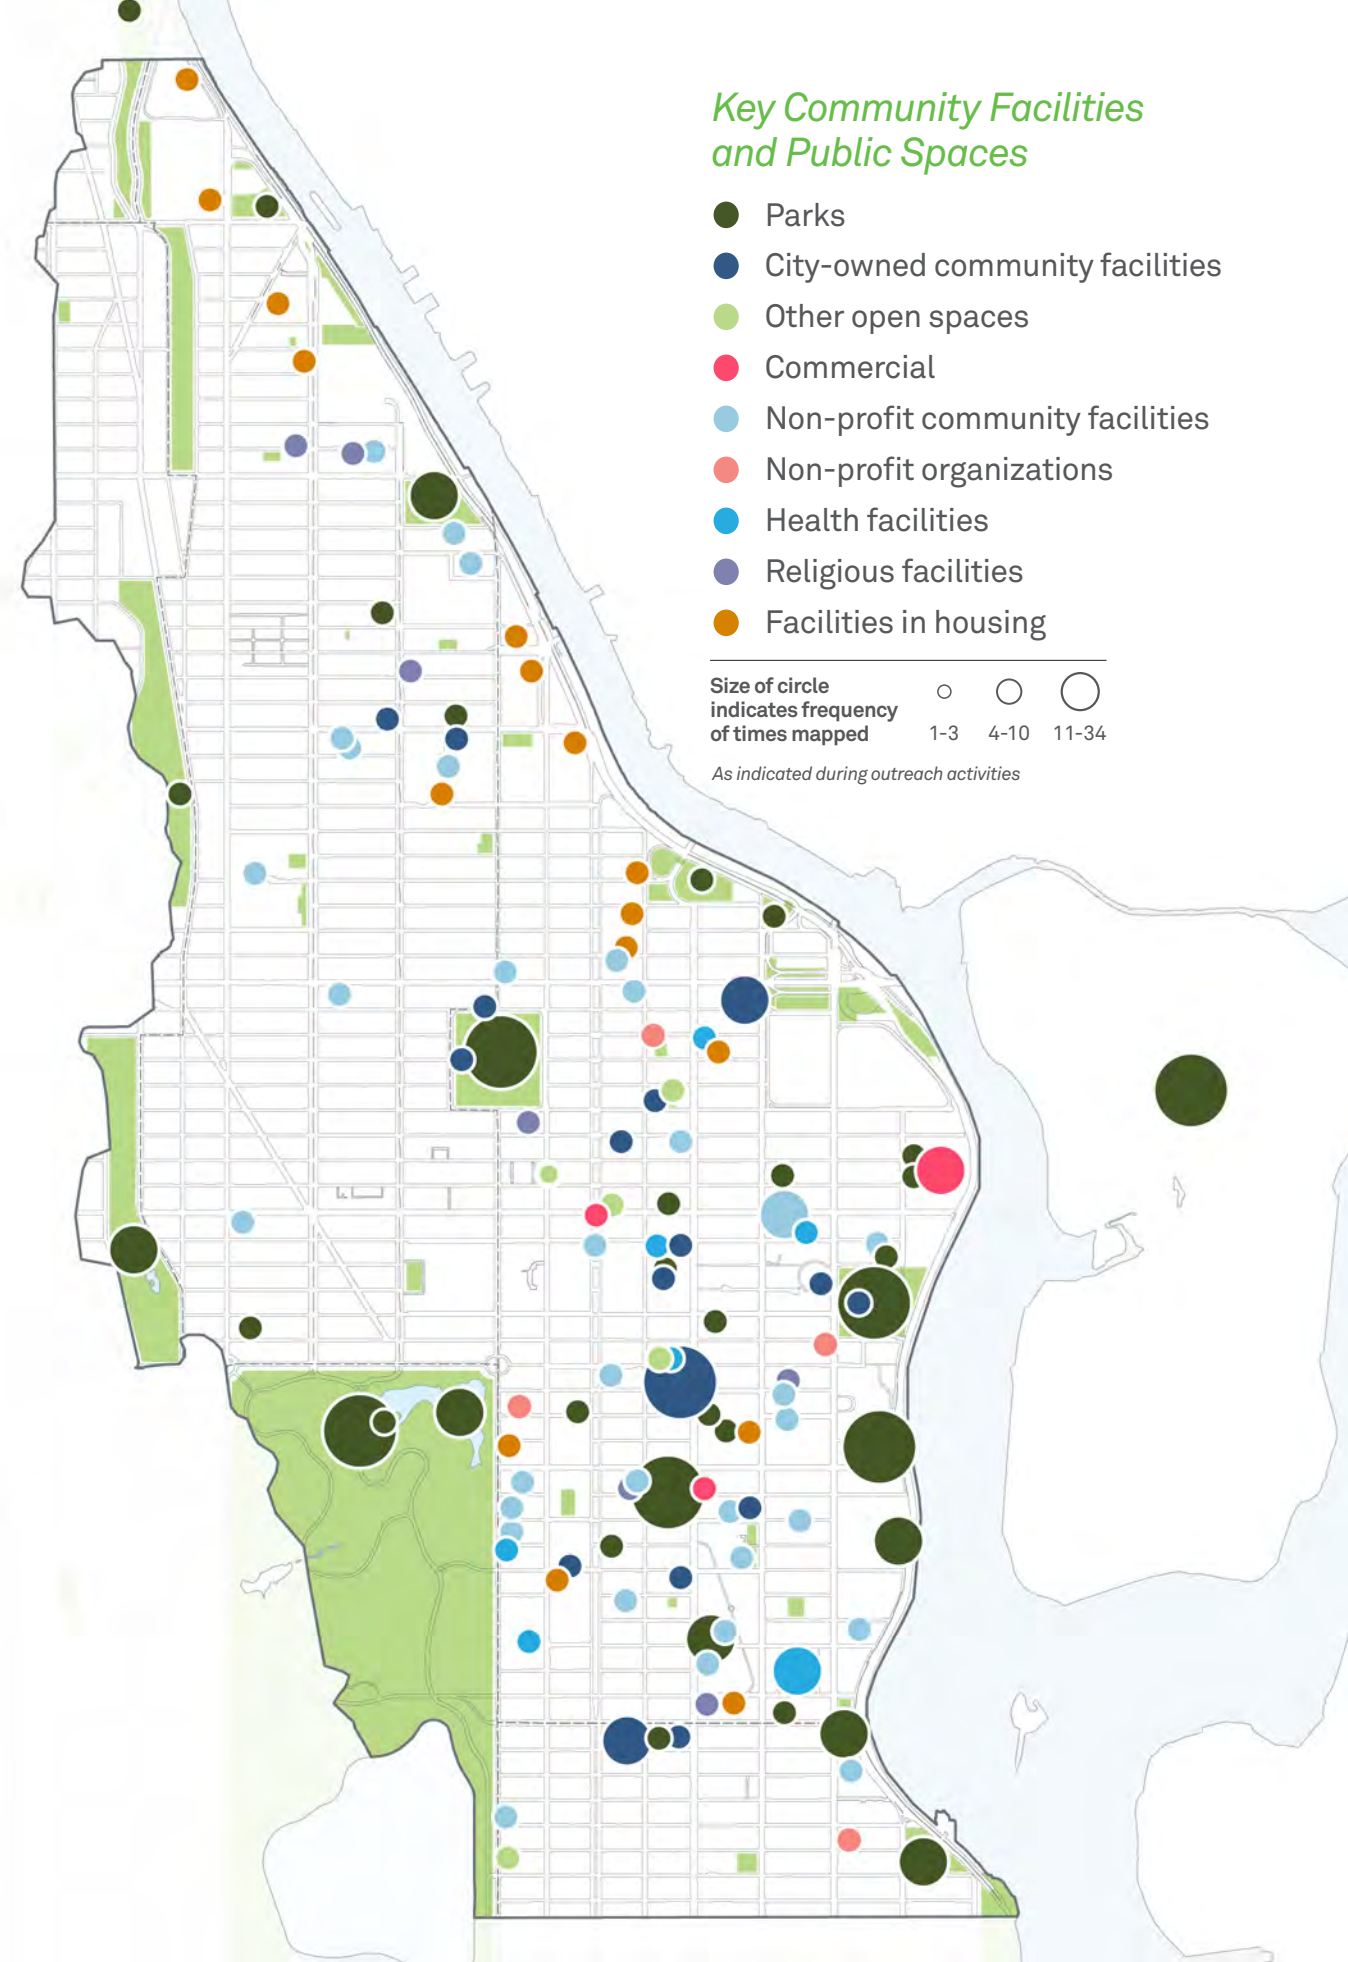 Key Community Facilities
and Public Spaces
Parks
City-owned community facilities
Other open spaces
Commercial
Non-profit community facilities
Non-profit organizations
Health facilities
Religious facilities
Facilities in housing
Size of circle
indicates frequency
of times mapped
1-3 4-10 11-34
As indicated during outreach activities